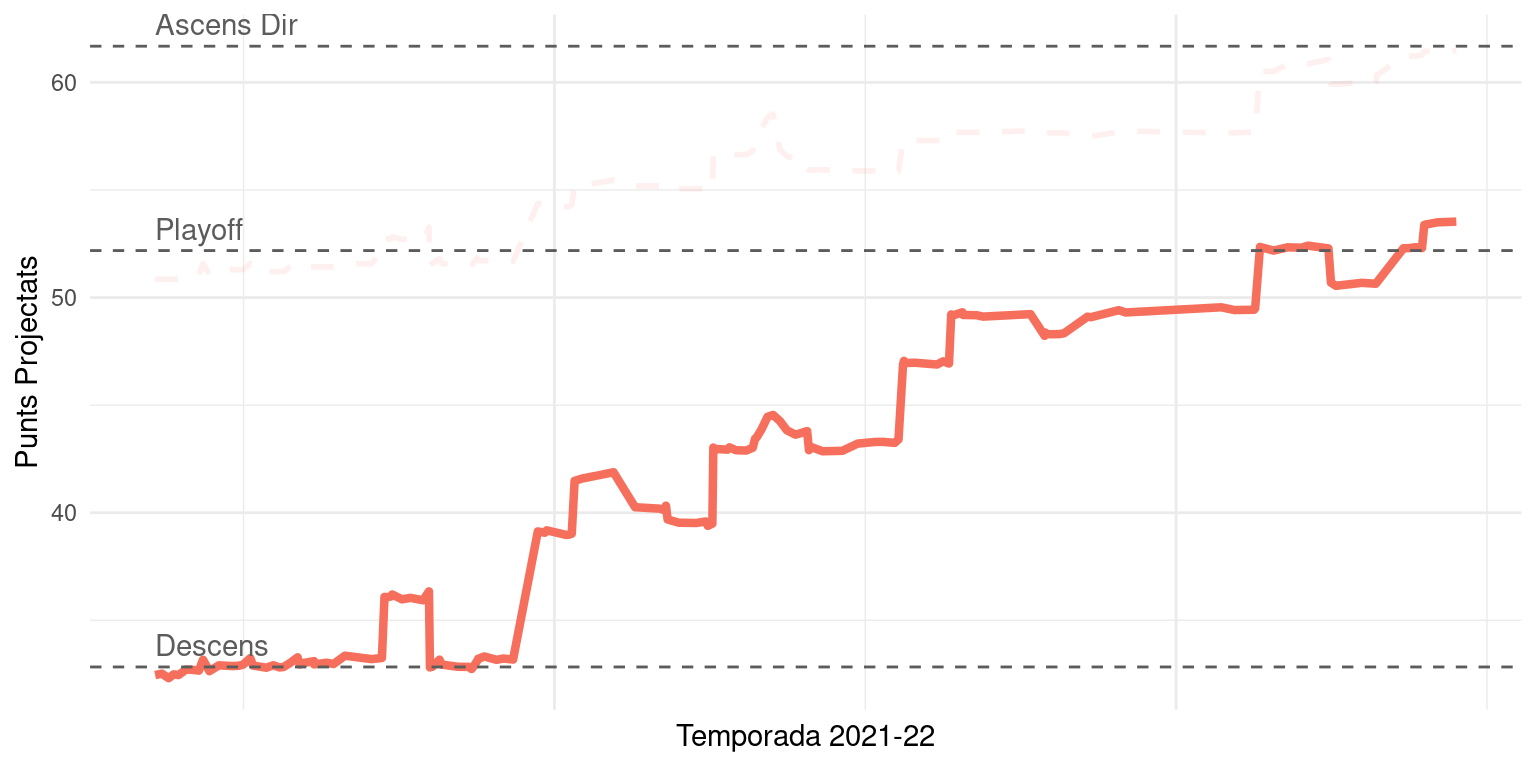 Ascens Dir
60
Playoff
50
40
Descens
Punts Projectats
Temporada 2021-22